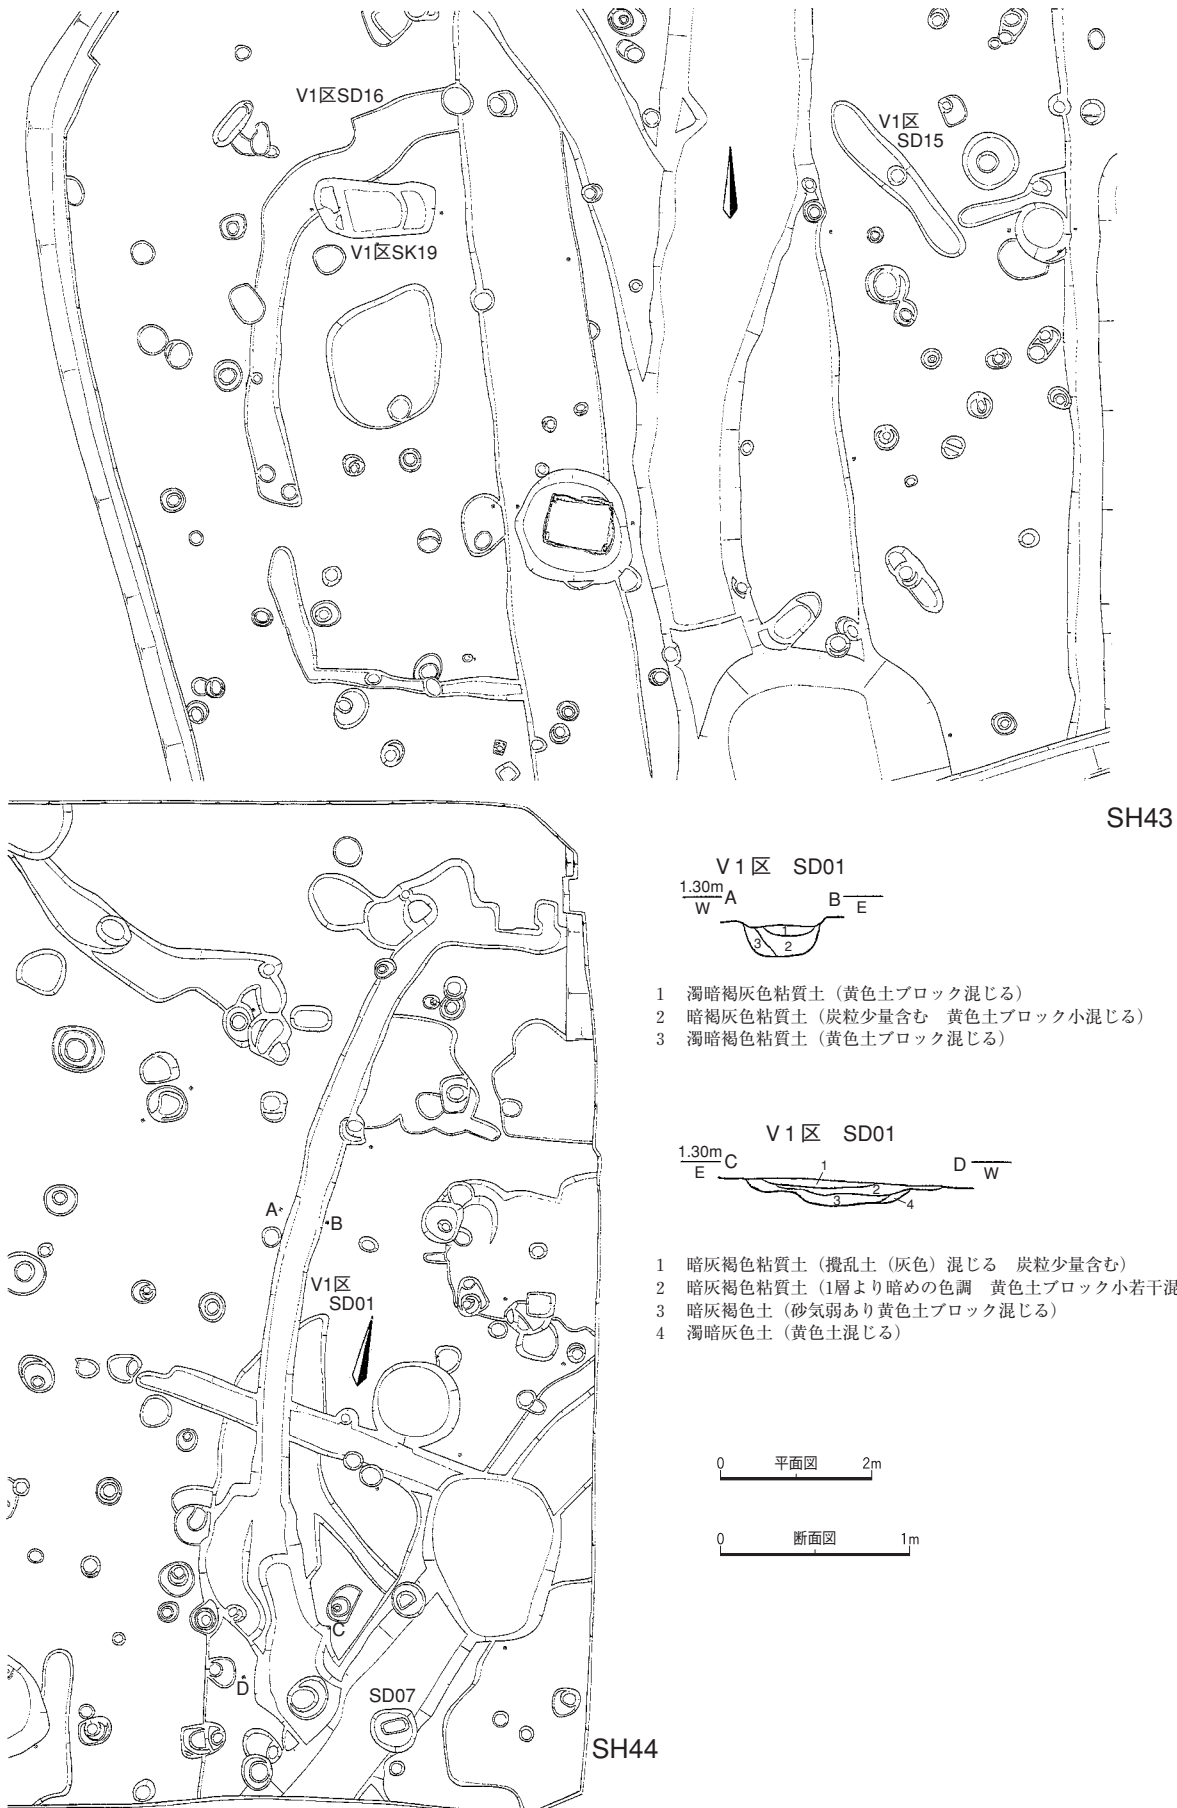 V1区SD16
V1区
SD15
V1区SK19
SH43
V1区 SD01
1.30m A B
W E
1
3 2
1 濁暗褐灰色粘質土（黄色土ブロック混じる）
2 暗褐灰色粘質土（炭粒少量含む 黄色土ブロック小混じる）
3 濁暗褐色粘質土（黄色土ブロック混じる）
V1区 SD01
1.30m C D
E W
1
2
3 4
1 暗灰褐色粘質土（攪乱土（灰色）混じる 炭粒少量含む）
2 暗灰褐色粘質土（1層より暗めの色調 黄色土ブロック小若干混
3 暗灰褐色土（砂気弱あり黄色土ブロック混じる）
4 濁暗灰色土（黄色土混じる）
A
B
V1区
SD01
C
D
SD07
SH44
0 平面図 2m
0 断面図 1m